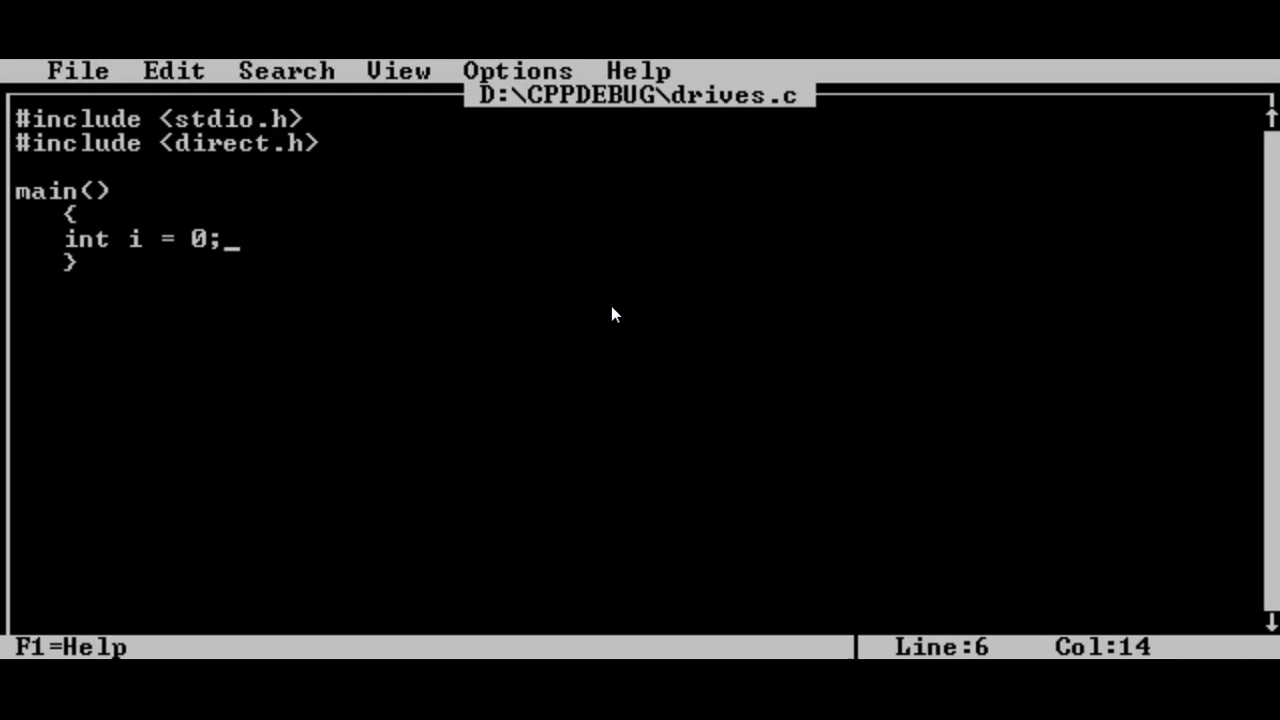 File Edit Search View Options Help
D:\CPPDEBUG\drives.c
#include <stdio.h>
#include <direct.h>
main()
{
int i = 0;_
}
F1=Help Line:6 Col:14